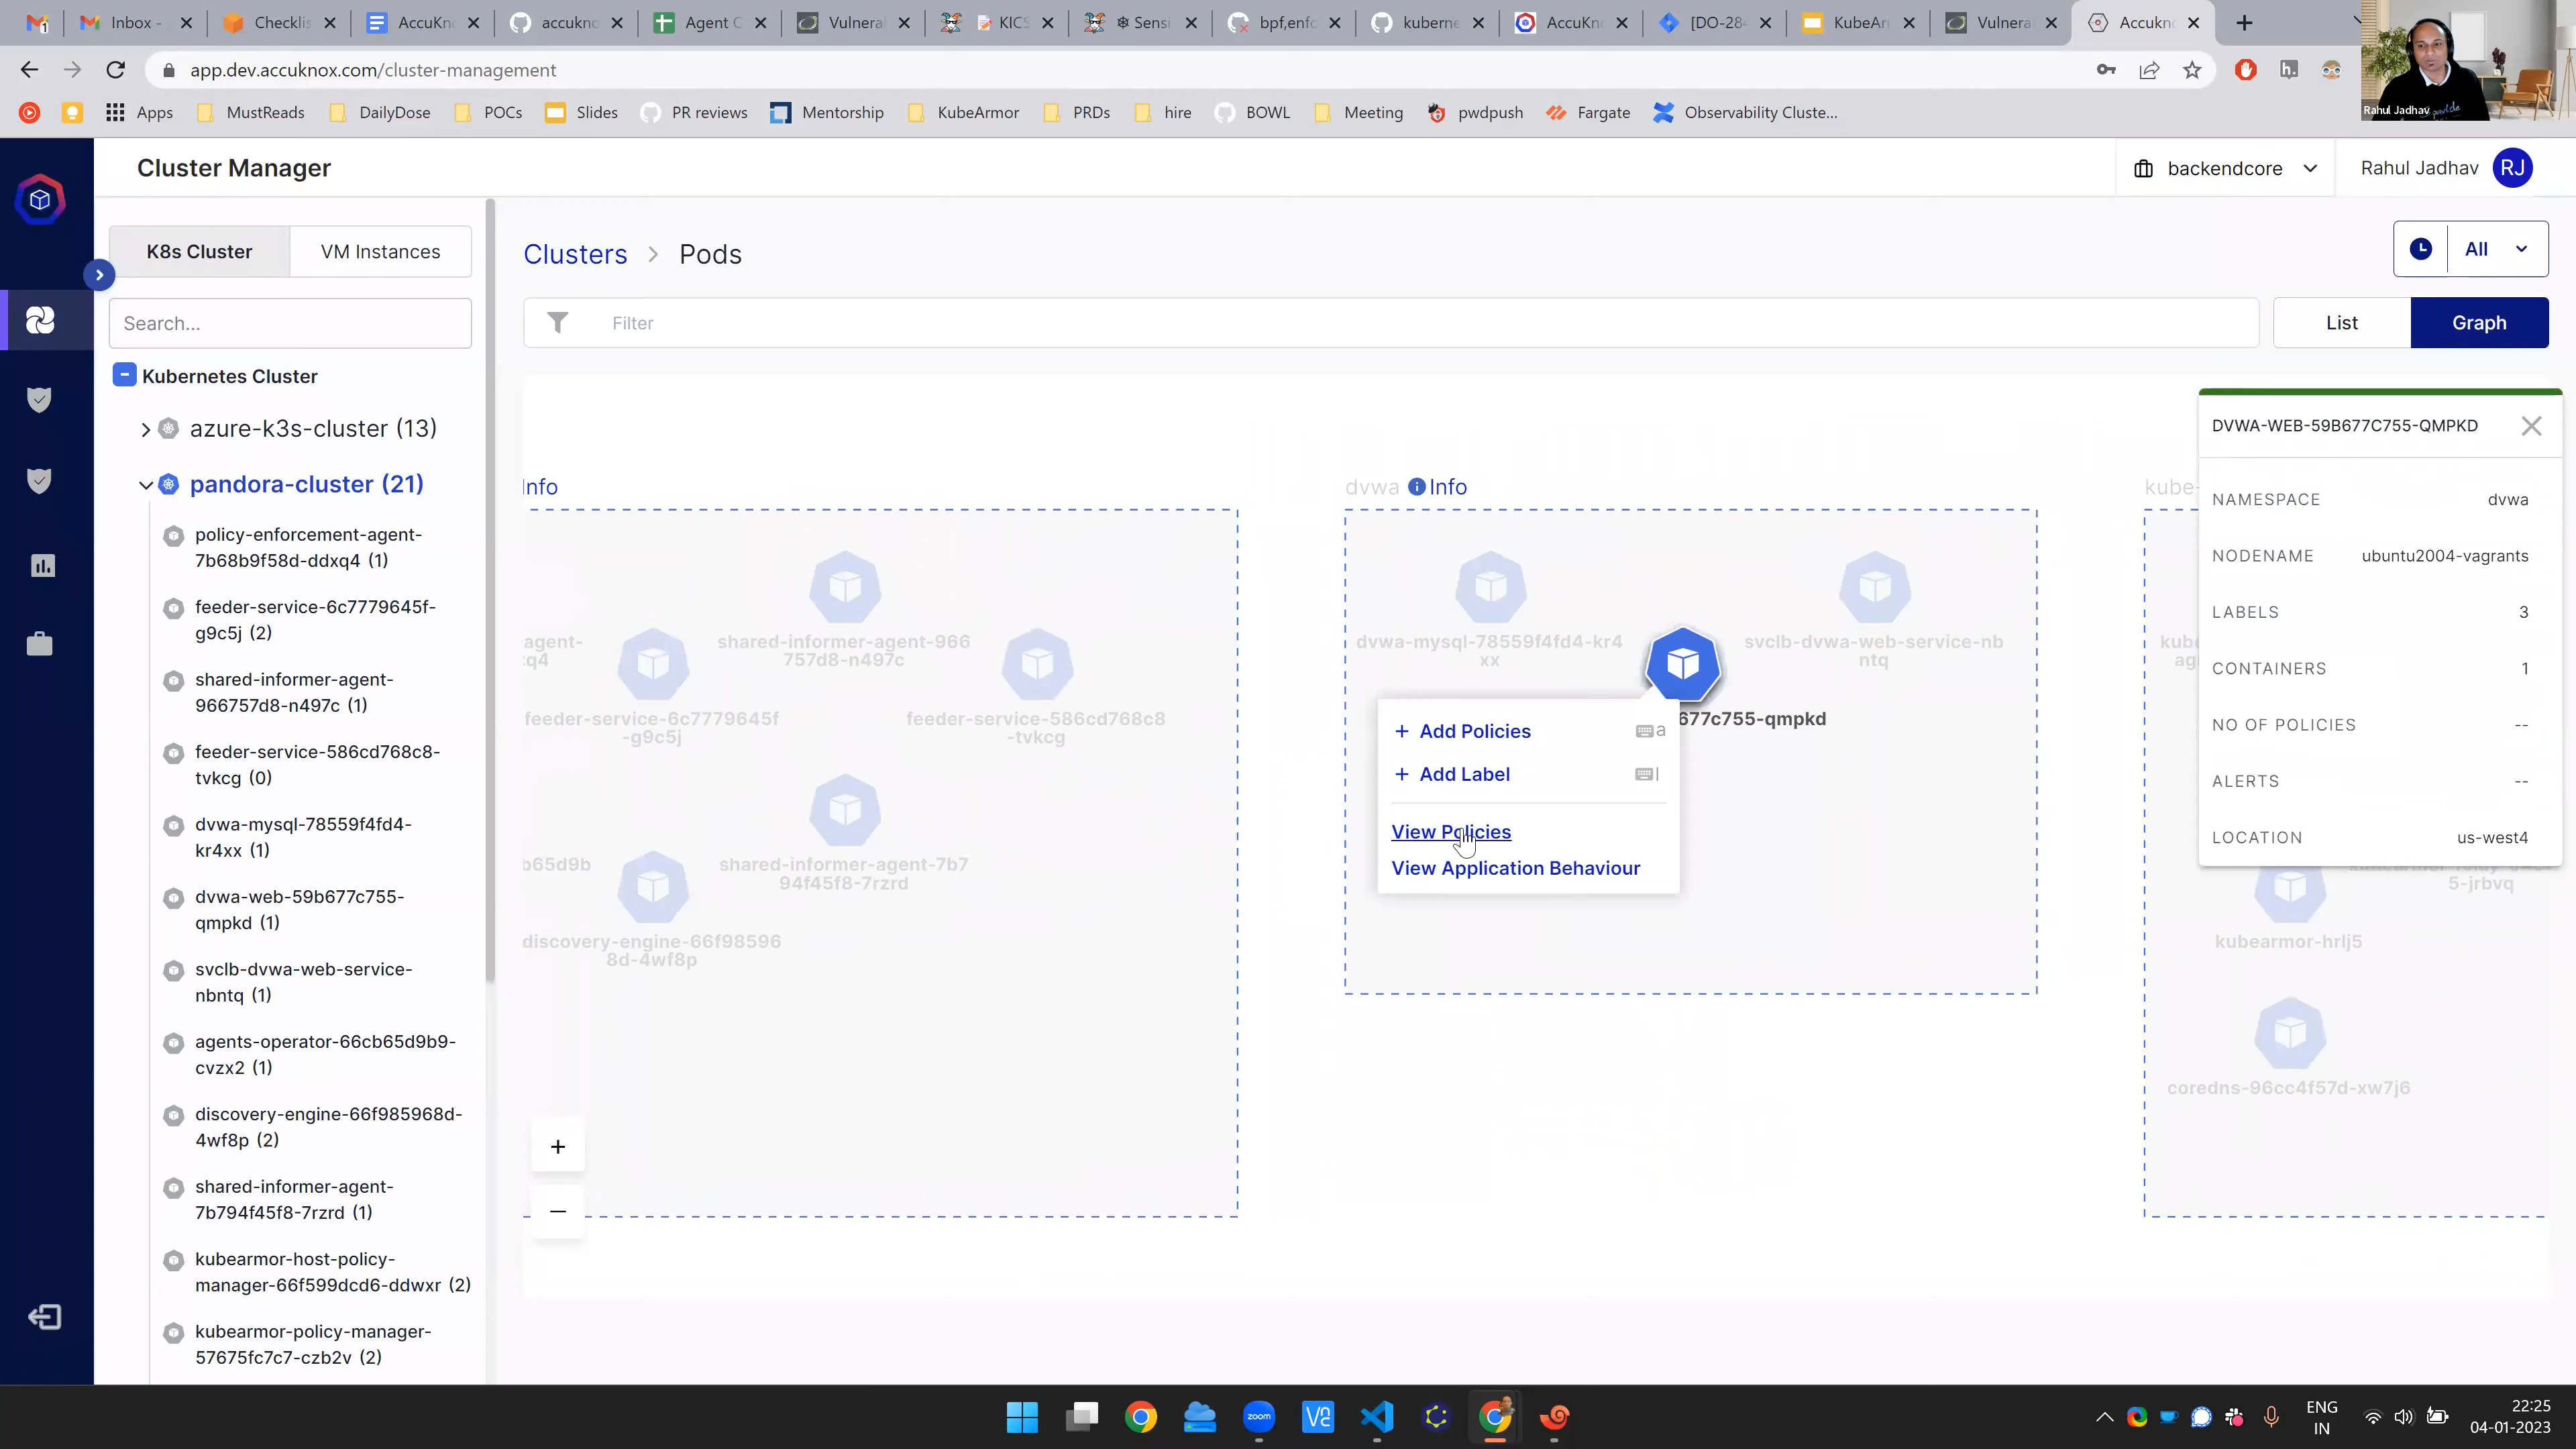 Inbox -
Checklis
AccuKn
accukno
Agent C
Vulnera
KICS
Sensi
bpf,enfo
kuberne
AccuKn
[DO-28
KubeAr
Vulnera
Accukn
app.dev.accuknox.com/cluster-management
Apps
MustReads
DailyDose
POCs
Slides
PR reviews
Mentorship
KubeArmor
PRDs
hire
BOWL
Meeting
pwdpush
Fargate
Observability Cluste...
Rahul Jadhav
Cluster Manager
backendcore
Rahul Jadhav
RJ
K8s Cluster
VM Instances
Search...
Kubernetes Cluster
azure-k3s-cluster (13)
pandora-cluster (21)
policy-enforcement-agent-
7b68b9f58d-ddxq4 (1)
feeder-service-6c7779645f-
g9c5j (2)
shared-informer-agent-
966757d8-n497c (1)
feeder-service-586cd768c8-
tvkcg (0)
dvwa-mysql-78559f4fd4-
kr4xx (1)
dvwa-web-59b677c755-
qmpkd (1)
svclb-dvwa-web-service-
nbntq (1)
agents-operator-66cb65d9b9-
cvzx2 (1)
discovery-engine-66f985968d-
4wf8p (2)
shared-informer-agent-
7b794f45f8-7rzrd (1)
kubearmor-host-policy-
manager-66f599dcd6-ddwxr (2)
kubearmor-policy-manager-
57675fc7c7-czb2v (2)
Clusters > Pods
All
Filter
List
Graph
Info
agent-
zq4
shared-informer-agent-966
757d8-n497c
feeder-service-6c7779645f
-g9c5j
feeder-service-586cd768c8
-tvkcg
b65d9b
shared-informer-agent-7b7
94f45f8-7rzrd
discovery-engine-66f98596
8d-4wf8p
dvwa Info
dvwa-mysql-78559f4fd4-kr4
xx
svclb-dvwa-web-service-nb
ntq
677c755-qmpkd
+ Add Policies a
+ Add Label l
View Policies
View Application Behaviour
kube-
kube
ag
5-jrbvq
kubearmor-hrlj5
coredns-96cc4f57d-xw7j6
DVWA-WEB-59B677C755-QMPKD
NAMESPACE dvwa
NODENAME ubuntu2004-vagrants
LABELS 3
CONTAINERS 1
NO OF POLICIES --
ALERTS --
LOCATION us-west4
+
−
zoom
ENG
IN
22:25
04-01-2023